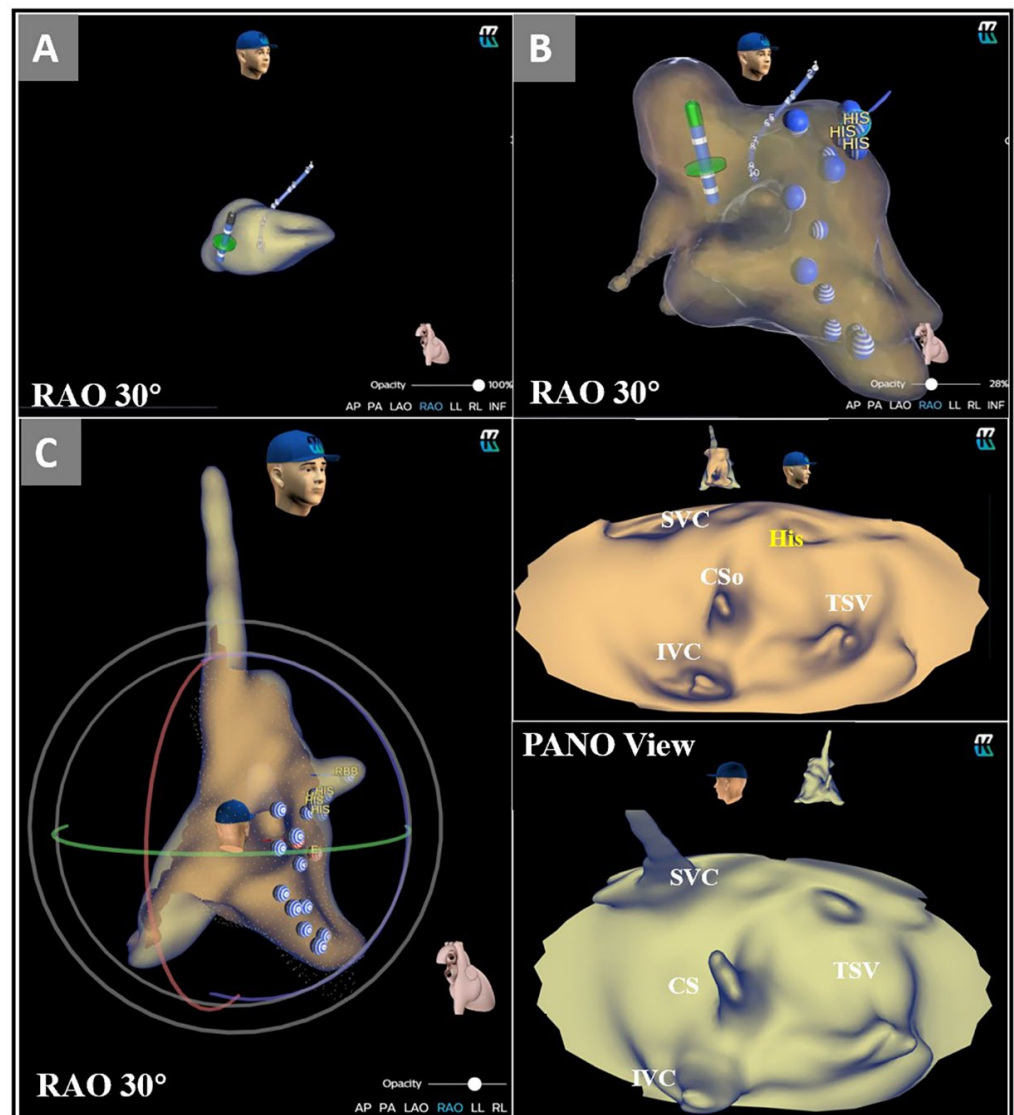 A
RAO 30°
Opacity
100%
AP PA LAO RAO LL RL INF
B
HIS
HIS
HIS
10
RAO 30°
Opacity
28%
AP PA LAO RAO LL RL INF
C
RBB
HIS
HIS
HIS
RAO 30°
Opacity
AP PA LAO RAO LL RL
SVC
His
CSo
TSV
IVC
PANO View
SVC
CS
TSV
IVC